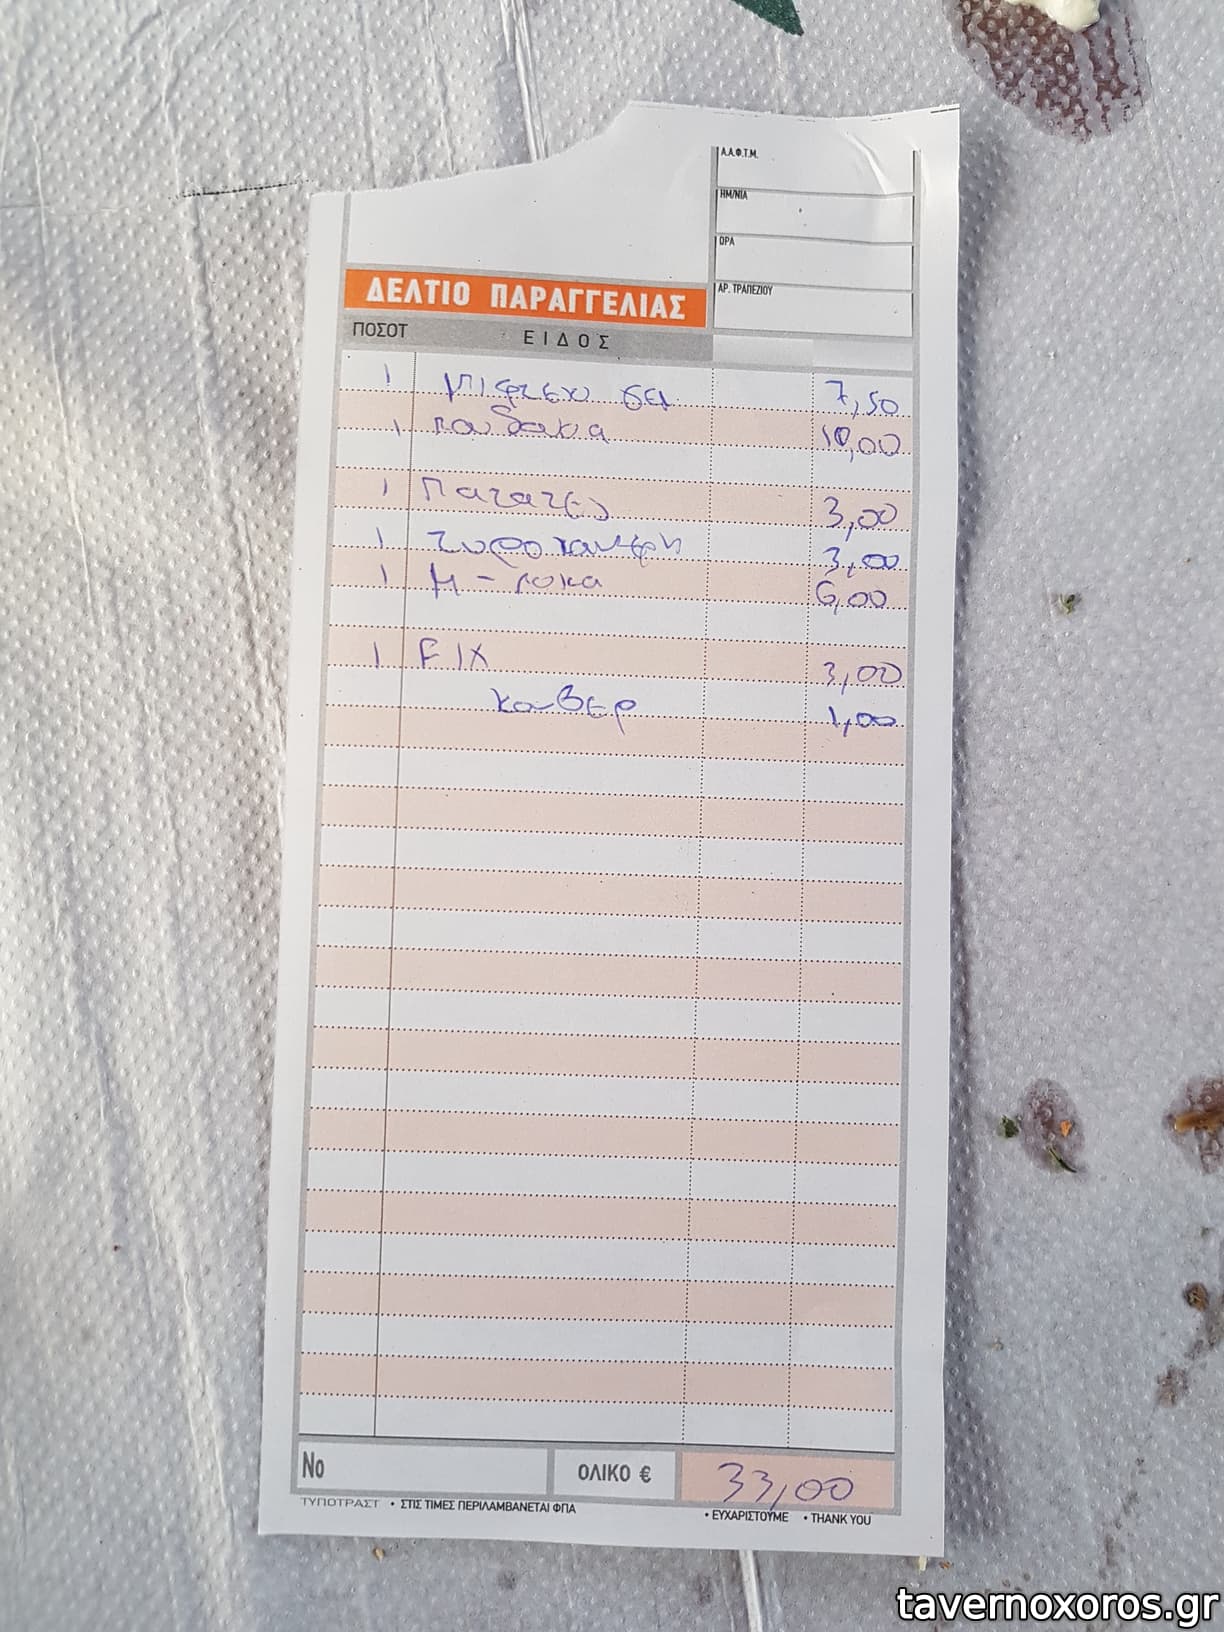 Α.Α.Φ.Τ.Μ.
ΗΜ/ΝΙΑ
ΩΡΑ
ΑΡ. ΤΡΑΠΕΖΙΟΥ
ΔΕΛΤΙΟ ΠΑΡΑΓΓΕΛΙΑΣ
ΠΟΣΟΤ ΕΙΔΟΣ
1 μπιφτεκι 7,50
1 παιδακια 10,00
1 Πατατες 3,00
1 Τυροκαυτερη 3,00
1 Μ-ροκα 6,00
1 FIX 3,00
κουβερ 1,00
Νο ΟΛΙΚΟ € 33,00
ΤΥΠΟΤΡΑΣΤ • ΣΤΙΣ ΤΙΜΕΣ ΠΕΡΙΛΑΜΒΑΝΕΤΑΙ ΦΠΑ • ΕΥΧΑΡΙΣΤΟΥΜΕ • THANK YOU
tavernoxoros.gr